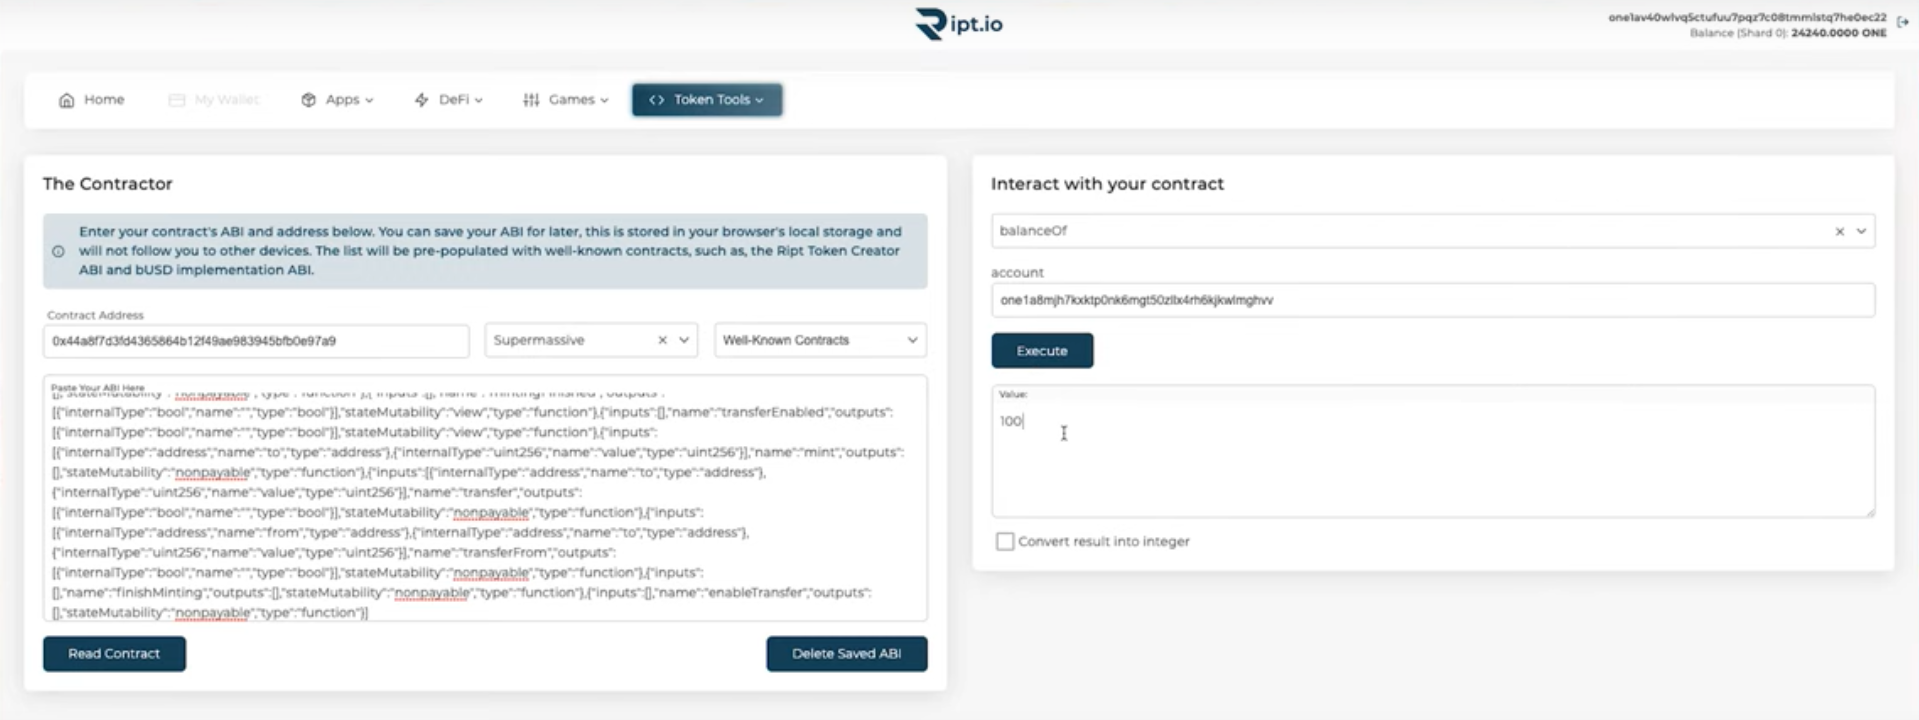 Ript.io
one1av40wlvq5ctufuu7pqz7c08tmmlstq7he0ec22
Balance (Shard 0): 24240.0000 ONE
Home
My Wallet
Apps
DeFi
Games
Token Tools
The Contractor
Enter your contract's ABI and address below. You can save your ABI for later, this is stored in your browser's local storage and
will not follow you to other devices. The list will be pre-populated with well-known contracts, such as, the Ript Token Creator
ABI and bUSD implementation ABI.
Contract Address
0x44a8f7d3fd4365864b12f49ae983945bfb0e97a9
Supermassive
Well-Known Contracts
Paste Your ABI Here
[],"stateMutability":"nonpayable","type":"function"},{"inputs":[],"name":"mintingFinished","outputs":
[{"internalType":"bool","name":"","type":"bool"}],"stateMutability":"view","type":"function"},{"inputs":[],"name":"transferEnabled","outputs":
[{"internalType":"bool","name":"","type":"bool"}],"stateMutability":"view","type":"function"},{"inputs":
[{"internalType":"address","name":"to","type":"address"},{"internalType":"uint256","name":"value","type":"uint256"}],"name":"mint","outputs":
[],"stateMutability":"nonpayable","type":"function"},{"inputs":[{"internalType":"address","name":"to","type":"address"},
{"internalType":"uint256","name":"value","type":"uint256"}],"name":"transfer","outputs":
[{"internalType":"bool","name":"","type":"bool"}],"stateMutability":"nonpayable","type":"function"},{"inputs":
[{"internalType":"address","name":"from","type":"address"},{"internalType":"address","name":"to","type":"address"},
{"internalType":"uint256","name":"value","type":"uint256"}],"name":"transferFrom","outputs":
[{"internalType":"bool","name":"","type":"bool"}],"stateMutability":"nonpayable","type":"function"},{"inputs":
[],"name":"finishMinting","outputs":[],"stateMutability":"nonpayable","type":"function"},{"inputs":[],"name":"enableTransfer","outputs":
[],"stateMutability":"nonpayable","type":"function"}]
Read Contract
Delete Saved ABI
Interact with your contract
balanceOf
account
Execute
Value:
100
Convert result into integer